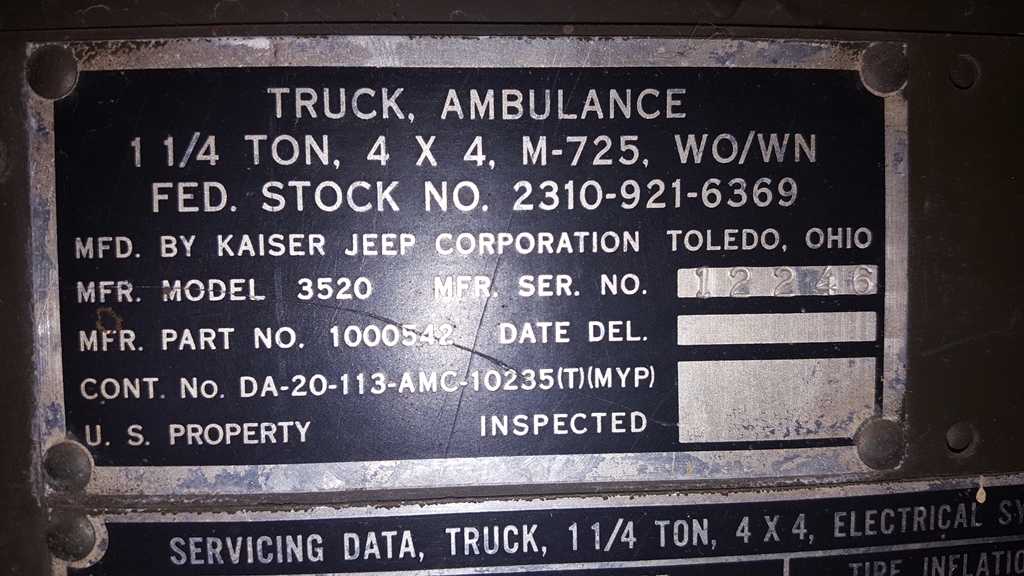 TRUCK, AMBULANCE
1 1/4 TON, 4 X 4, M-725, WO/WN
FED. STOCK NO. 2310-921-6369
MFD. BY KAISER JEEP CORPORATION TOLEDO, OHIO
MFR. MODEL 3520 MFR. SER. NO. 12246
MFR. PART NO. 1000542 DATE DEL.
CONT. No. DA-20-113-AMC-10235(T)(MYP)
U. S. PROPERTY INSPECTED
SERVICING DATA, TRUCK, 1 1/4 TON, 4 X 4, ELECTRICAL SY
TIRE INFLATIO